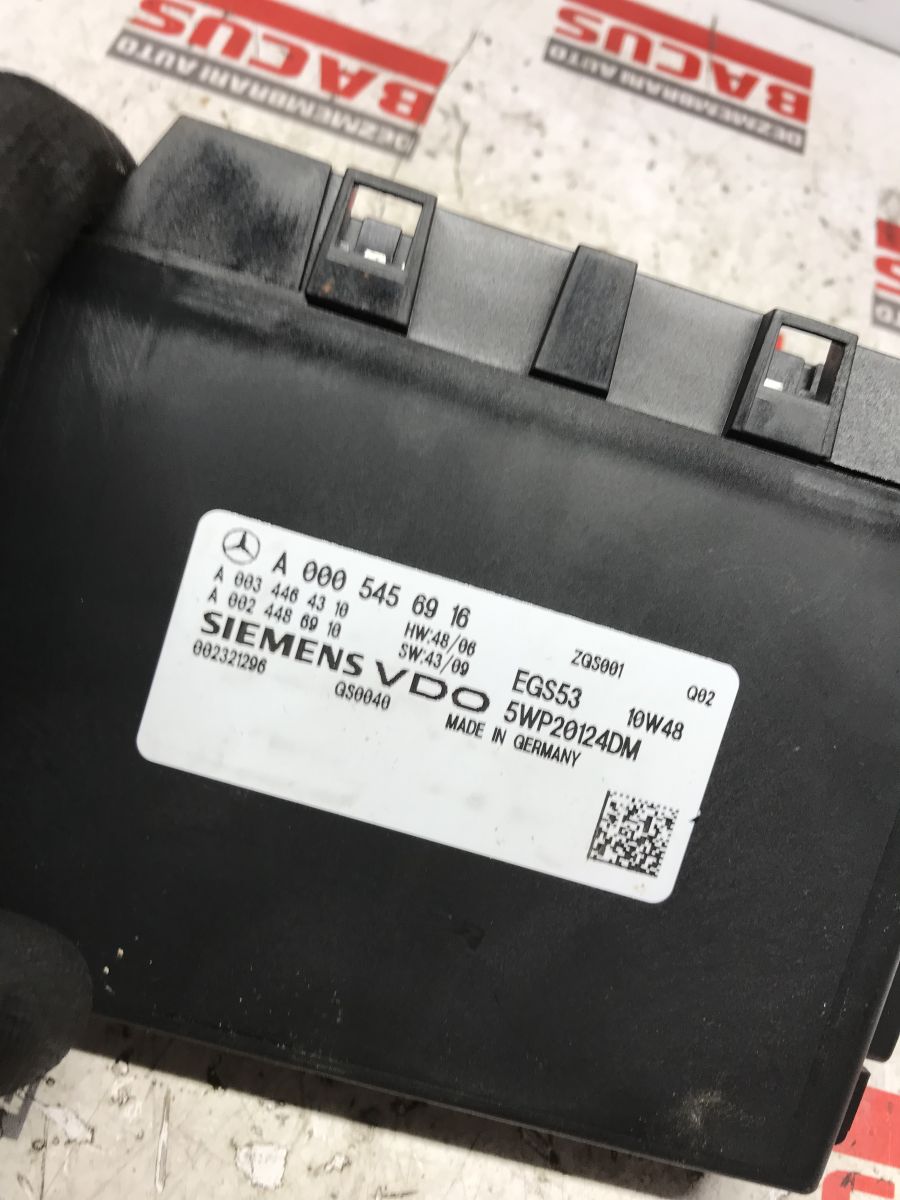 BACUS
DEZMEMBRARI AUTO
BACUS
DEZMEMBRARI AUTO
A 000 545 69 16
A 003 446 43 10
A 002 448 69 10
HW:48/06
SW:43/09
ZGS001
Q02
SIEMENS VDO
EGS53
10W48
002321296
GS0040
5WP20124DM
MADE IN GERMANY